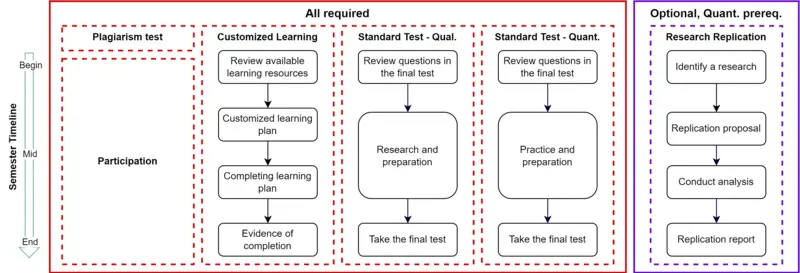 All required
Optional, Quant. prereq.
Semester Timeline
Begin
Mid
End
Plagiarism test
Participation
Customized Learning
Review available
learning resources
Customized learning
plan
Completing learning
plan
Evidence of
completion
Standard Test - Qual.
Review questions in
the final test
Research and
preparation
Take the final test
Standard Test - Quant.
Review questions in
the final test
Practice and
preparation
Take the final test
Research Replication
Identify a research
Replication proposal
Conduct analysis
Replication report